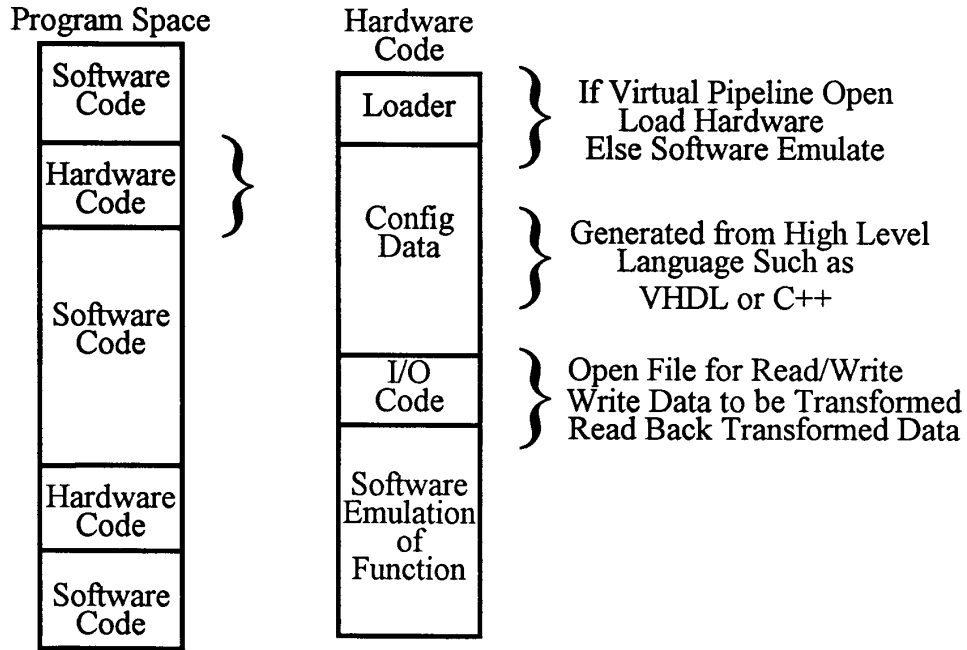 Program Space
Software
Code
Hardware
Code
Software
Code
Hardware
Code
Software
Code
Hardware
Code
Loader
Config
Data
I/O
Code
Software
Emulation
of
Function
If Virtual Pipeline Open
Load Hardware
Else Software Emulate
Generated from High Level
Language Such as
VHDL or C++
Open File for Read/Write
Write Data to be Transformed
Read Back Transformed Data